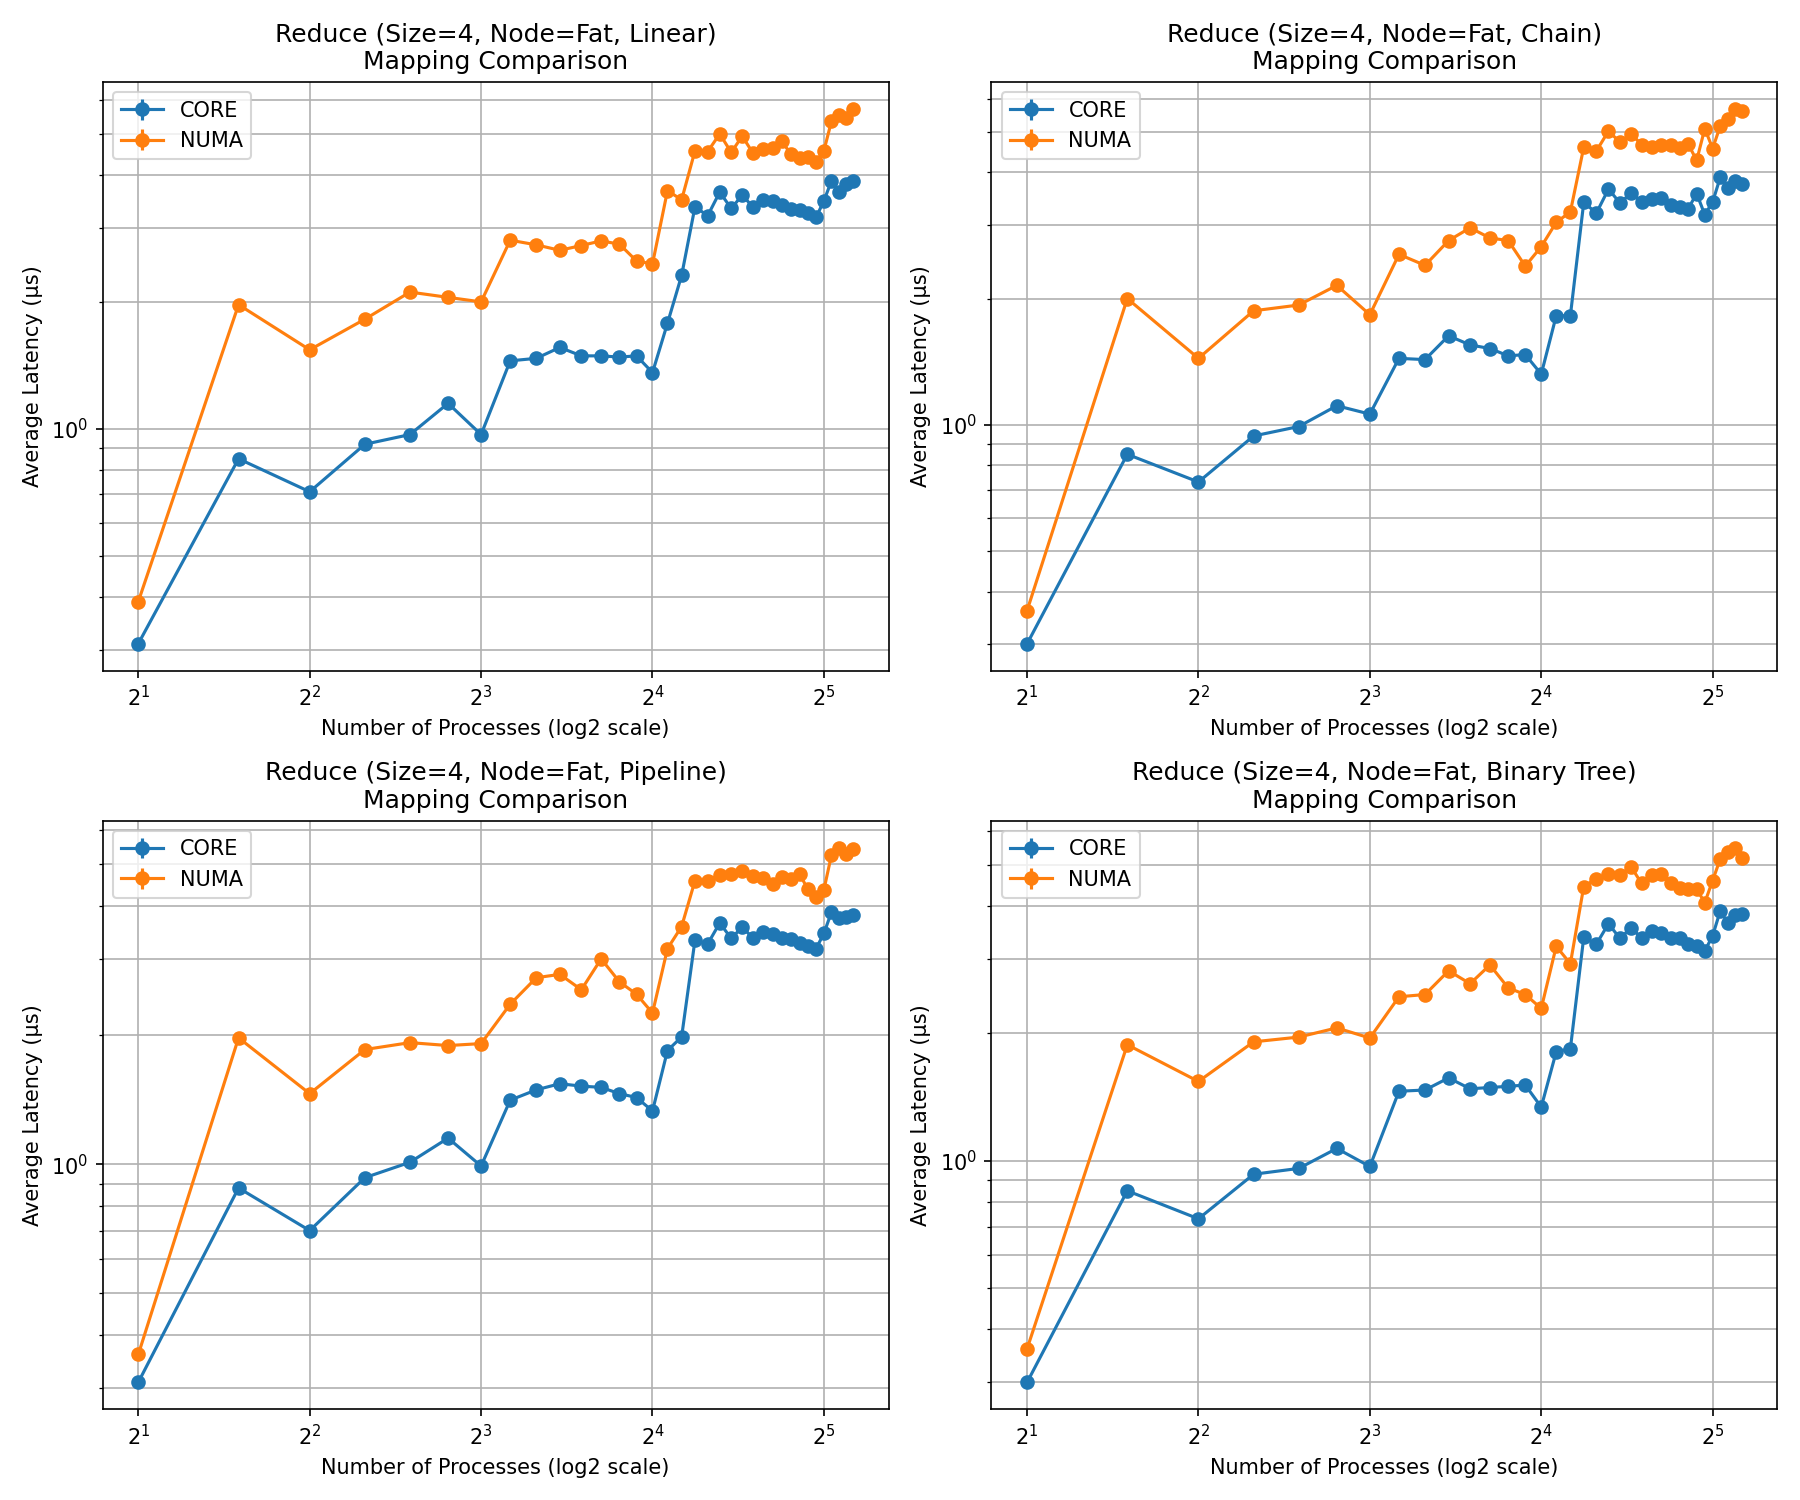 Reduce (Size=4, Node=Fat, Linear)
Mapping Comparison
CORE
NUMA
Average Latency (µs)
10⁰
2¹ 2² 2³ 2⁴ 2⁵
Number of Processes (log2 scale)
Reduce (Size=4, Node=Fat, Chain)
Mapping Comparison
CORE
NUMA
Average Latency (µs)
10⁰
2¹ 2² 2³ 2⁴ 2⁵
Number of Processes (log2 scale)
Reduce (Size=4, Node=Fat, Pipeline)
Mapping Comparison
CORE
NUMA
Average Latency (µs)
10⁰
2¹ 2² 2³ 2⁴ 2⁵
Number of Processes (log2 scale)
Reduce (Size=4, Node=Fat, Binary Tree)
Mapping Comparison
CORE
NUMA
Average Latency (µs)
10⁰
2¹ 2² 2³ 2⁴ 2⁵
Number of Processes (log2 scale)